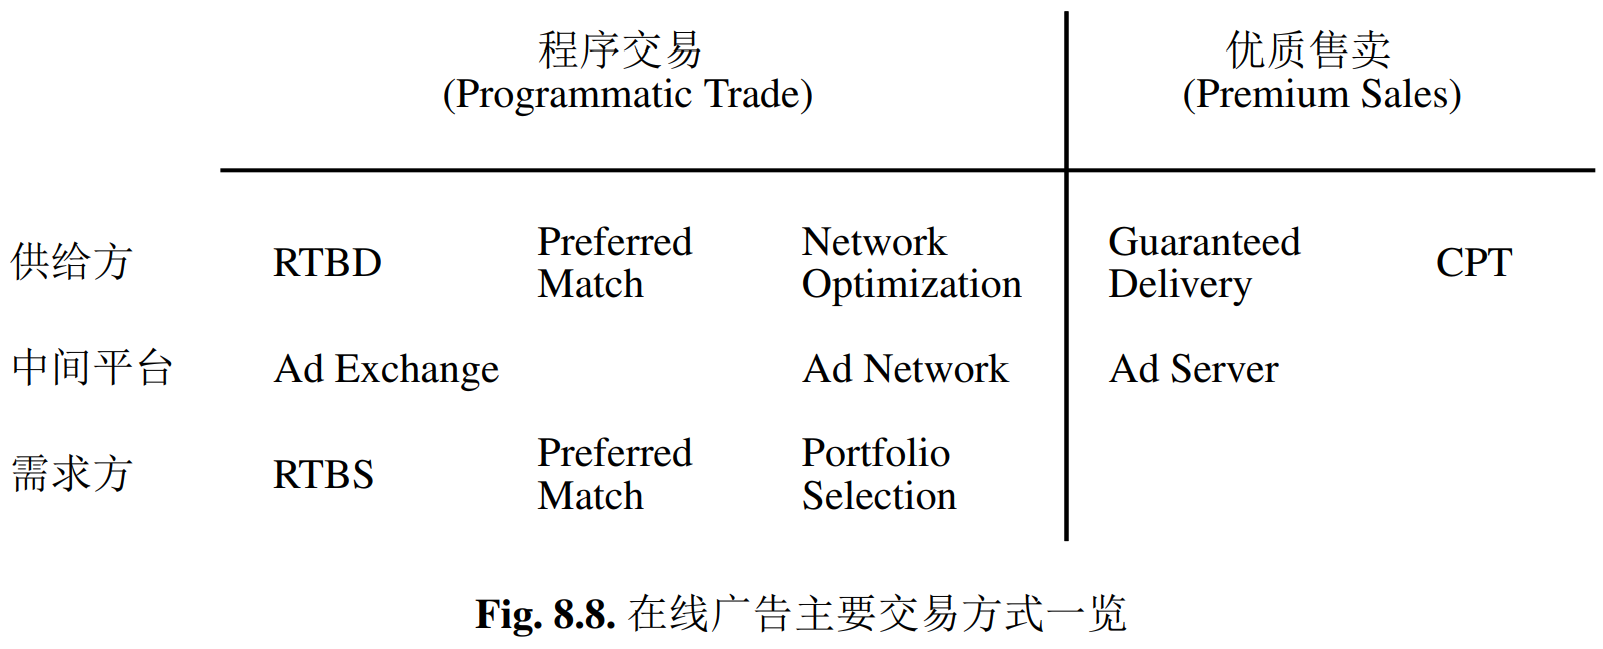 程序交易
(Programmatic Trade)
优质售卖
(Premium Sales)
供给方
RTBD
Preferred
Match
Network
Optimization
Guaranteed
Delivery
CPT
中间平台
Ad Exchange
Ad Network
Ad Server
需求方
RTBS
Preferred
Match
Portfolio
Selection
Fig. 8.8. 在线广告主要交易方式一览